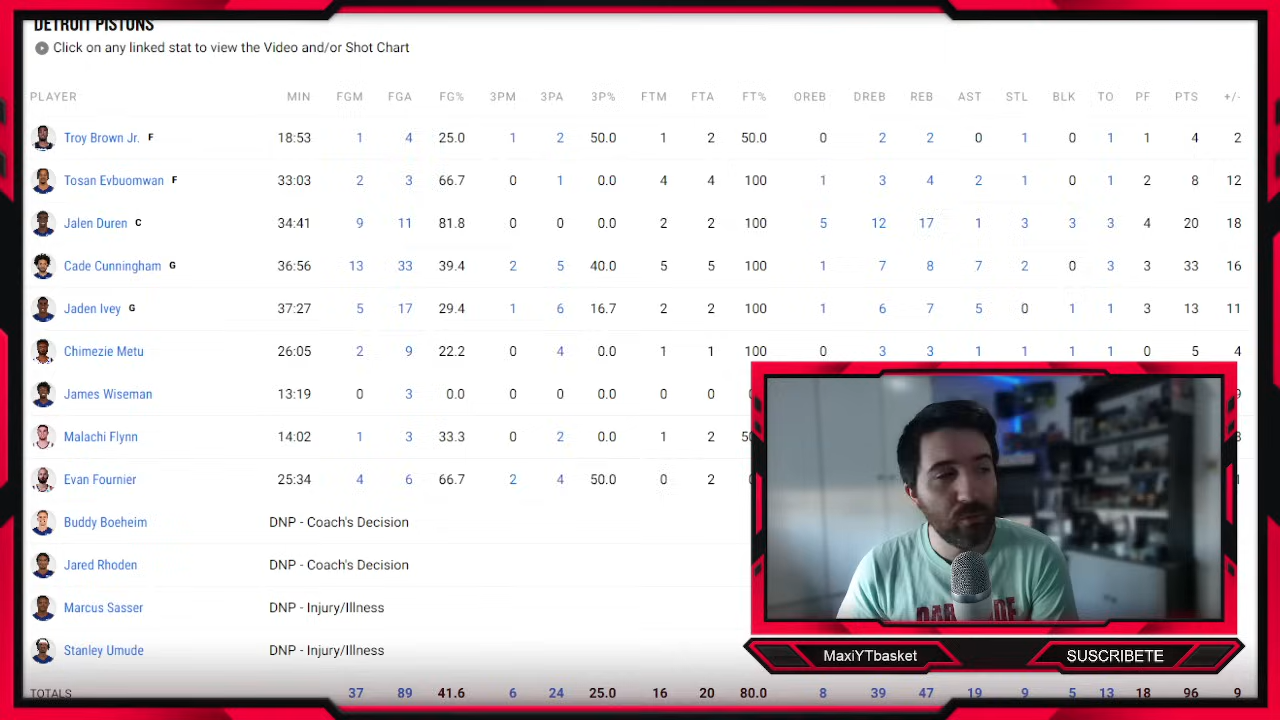 DETROIT PISTONS
Click on any linked stat to view the Video and/or Shot Chart
PLAYER MIN FGM FGA FG% 3PM 3PA 3P% FTM FTA FT% OREB DREB REB AST STL BLK TO PF PTS +/-
Troy Brown Jr. F 18:53 1 4 25.0 1 2 50.0 1 2 50.0 0 2 2 0 1 0 1 1 4 2
Tosan Evbuomwan F 33:03 2 3 66.7 0 1 0.0 4 4 100 1 3 4 2 1 0 1 2 8 12
Jalen Duren C 34:41 9 11 81.8 0 0 0.0 2 2 100 5 12 17 1 3 3 3 4 20 18
Cade Cunningham G 36:56 13 33 39.4 2 5 40.0 5 5 100 1 7 8 7 2 0 3 3 33 16
Jaden Ivey G 37:27 5 17 29.4 1 6 16.7 2 2 100 1 6 7 5 0 1 1 3 13 11
Chimezie Metu 26:05 2 9 22.2 0 4 0.0 1 1 100 0 3 3 1 1 1 1 0 5 4
James Wiseman 13:19 0 3 0.0 0 0 0.0 0 0
Malachi Flynn 14:02 1 3 33.3 0 2 0.0 1 2
Evan Fournier 25:34 4 6 66.7 2 4 50.0 0 2
Buddy Boeheim DNP - Coach's Decision
Jared Rhoden DNP - Coach's Decision
Marcus Sasser DNP - Injury/Illness
Stanley Umude DNP - Injury/Illness
TOTALS 37 89 41.6 6 24 25.0 16 20 80.0 8 39 47 19 9 5 13 18 96 9
MaxiYTbasket
SUSCRIBETE